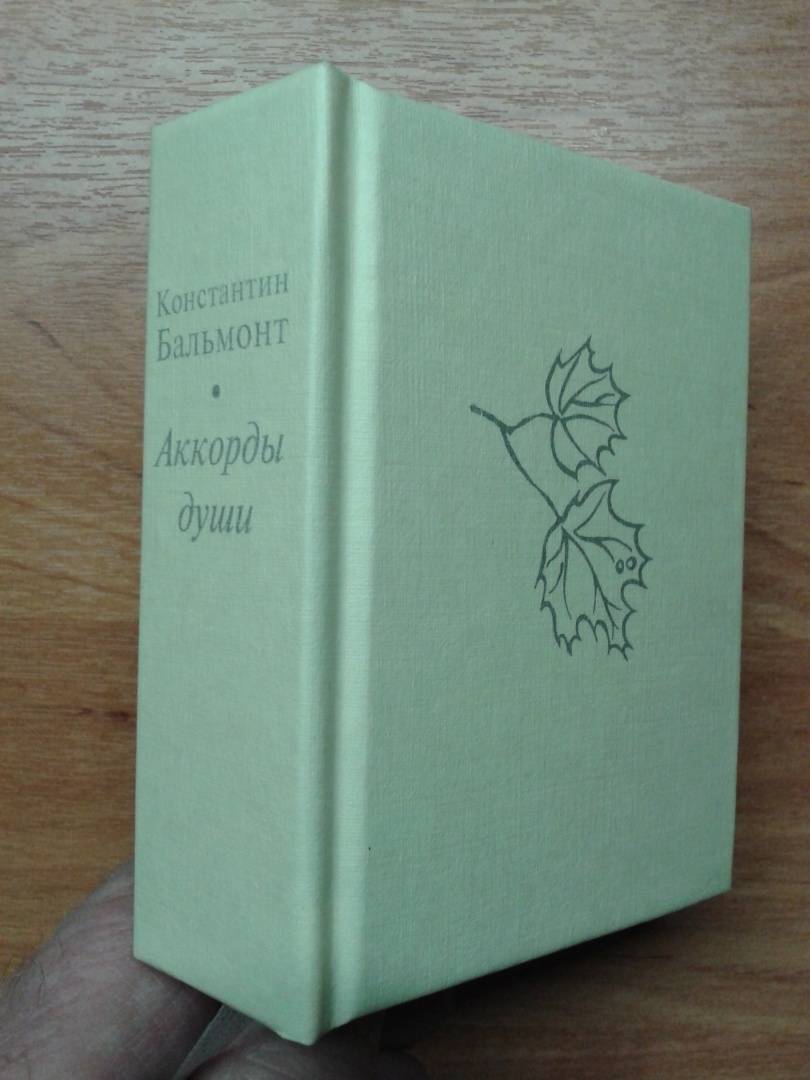 Константин
Бальмонт
•
Аккорды
души